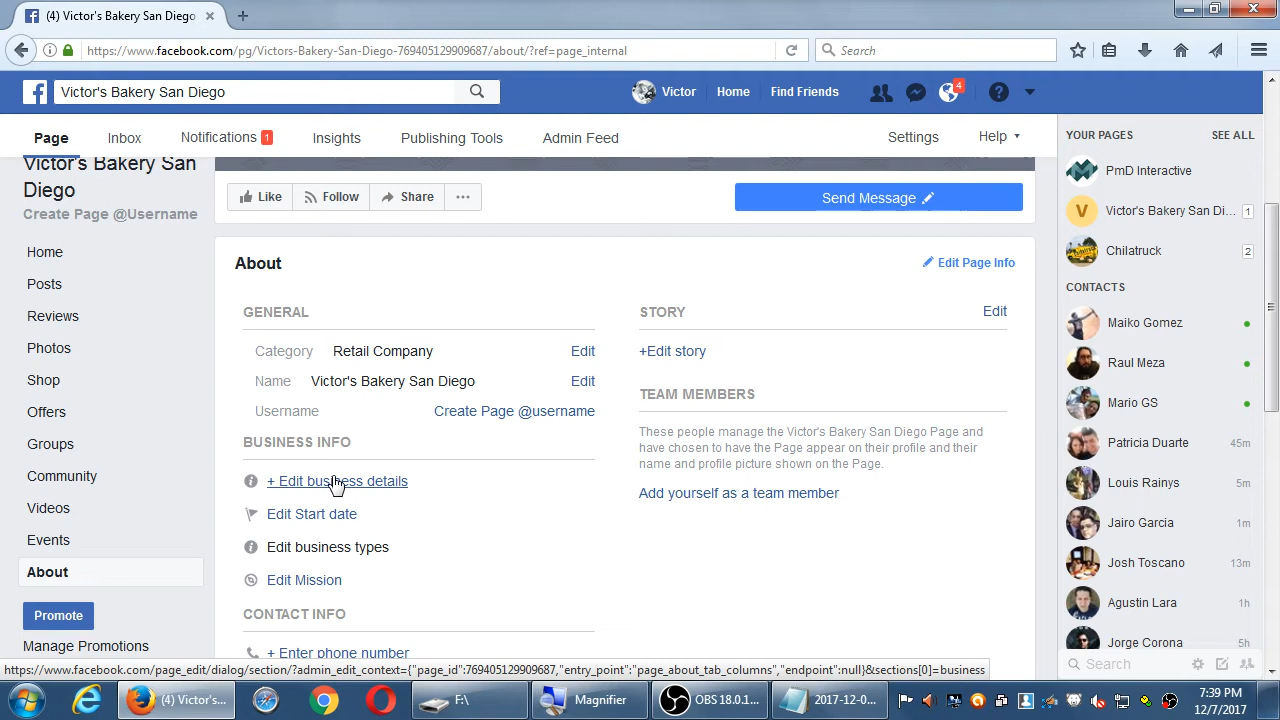 (4) Victor's Bakery San Diego
https://www.facebook.com/pg/Victors-Bakery-San-Diego-769405129909687/about/?ref=page_internal
Search
Victor's Bakery San Diego
Victor
Home
Find Friends
4
Page
Inbox
Notifications 1
Insights
Publishing Tools
Admin Feed
Settings
Help
Victor's Bakery San
Diego
Create Page @Username
Home
Posts
Reviews
Photos
Shop
Offers
Groups
Community
Videos
Events
About
Promote
Manage Promotions
Like
Follow
Share
Send Message
About
Edit Page Info
GENERAL
Category Retail Company Edit
Name Victor's Bakery San Diego Edit
Username Create Page @username
BUSINESS INFO
+ Edit business details
Edit Start date
Edit business types
Edit Mission
CONTACT INFO
+ Enter phone number
STORY Edit
+Edit story
TEAM MEMBERS
These people manage the Victor's Bakery San Diego Page and
have chosen to have the Page appear on their profile and their
name and profile picture shown on the Page.
Add yourself as a team member
YOUR PAGES SEE ALL
PmD Interactive
V Victor's Bakery San Di... 1
Chilatruck 2
CONTACTS
Maiko Gomez
Raul Meza
Mario GS
Patricia Duarte 45m
Louis Rainys 5m
Jairo Garcia 1m
Josh Toscano 13m
Agustin Lara 1h
Jorge Corona 5h
Search
https://www.facebook.com/page_edit/dialog/section/?admin_edit_context={"page_id":769405129909687,"entry_point":"page_about_tab_columns","endpoint":null}&sections[0]=business
(4) Victor's...
F:\
Magnifier
OBS 18.0.1...
2017-12-0...
7:39 PM
12/7/2017